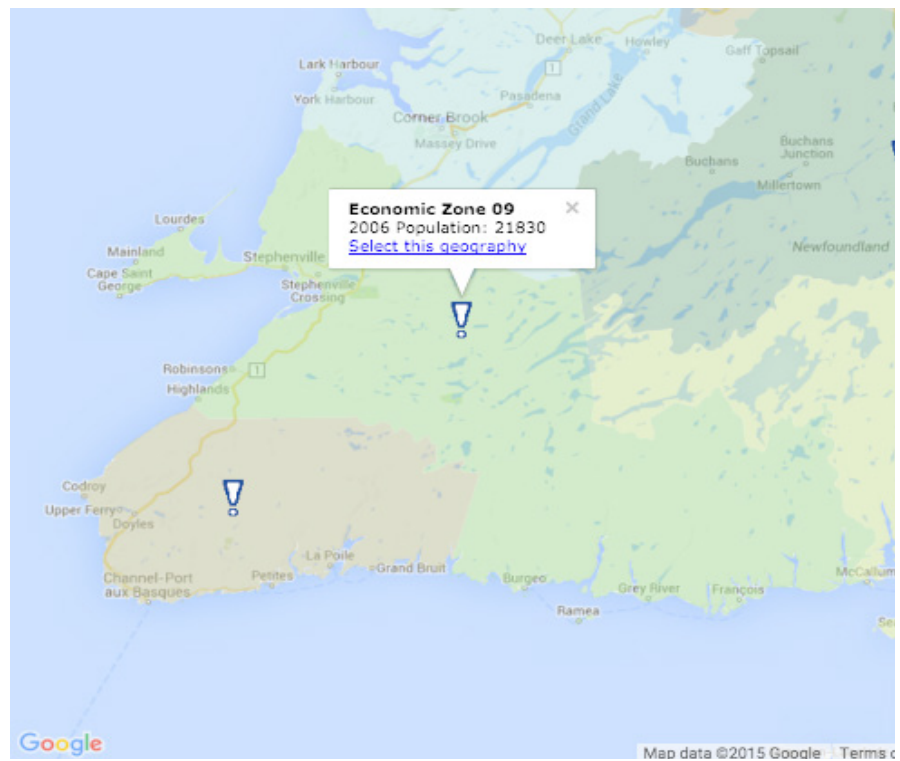 Deer Lake
Howley
Gaff Topsail
Lark Harbour
1
York Harbour
Pasadena
Grand Lake
Corner Brook
Massey Drive
Buchans
Junction
Buchans
Millertown
Economic Zone 09
2006 Population: 21830
Select this geography
Lourdes
Mainland
Stephenville
Newfoundland
Cape Saint
George
Stephenville
Crossing
Robinsons
1
Highlands
Codroy
Upper Ferry
Doyles
La Poile
Grand Bruit
Channel-Port
aux Basques
Petites
Burgeo
Grey River
François
McCallum
Ramea
Google
Map data ©2015 Google
Terms